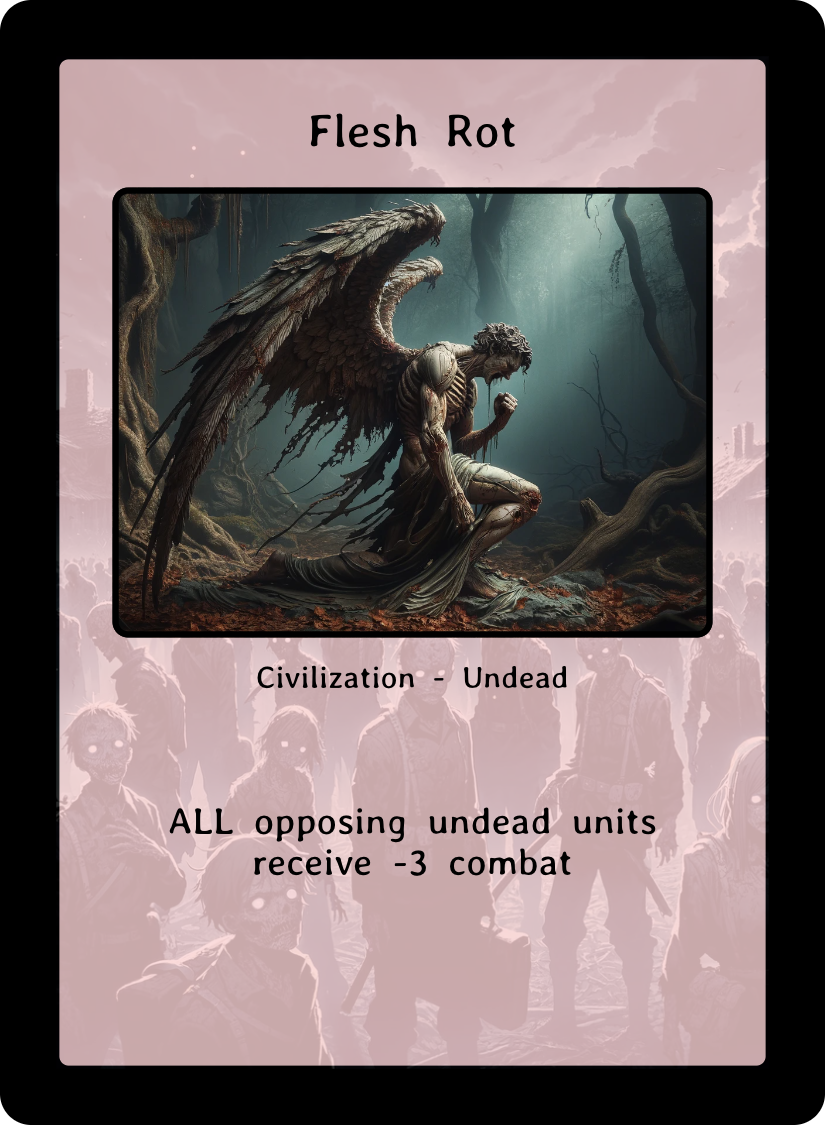 Flesh Rot
Civilization - Undead
ALL opposing undead units
receive -3 combat